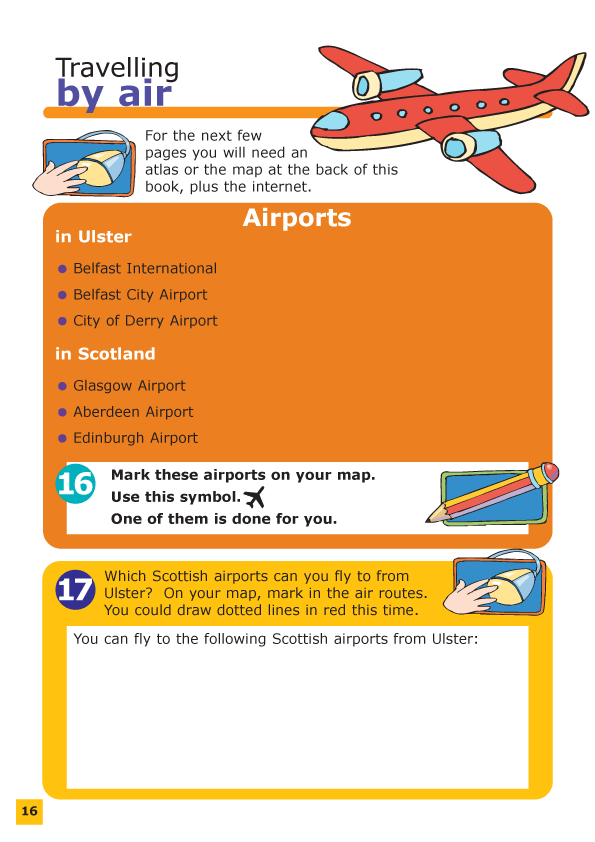 Travelling
by air
For the next few
pages you will need an
atlas or the map at the back of this
book, plus the internet.
Airports
in Ulster
Belfast International
Belfast City Airport
City of Derry Airport
in Scotland
Glasgow Airport
Aberdeen Airport
Edinburgh Airport
16
Mark these airports on your map.
Use this symbol.
One of them is done for you.
17
Which Scottish airports can you fly to from
Ulster? On your map, mark in the air routes.
You could draw dotted lines in red this time.
You can fly to the following Scottish airports from Ulster:
16